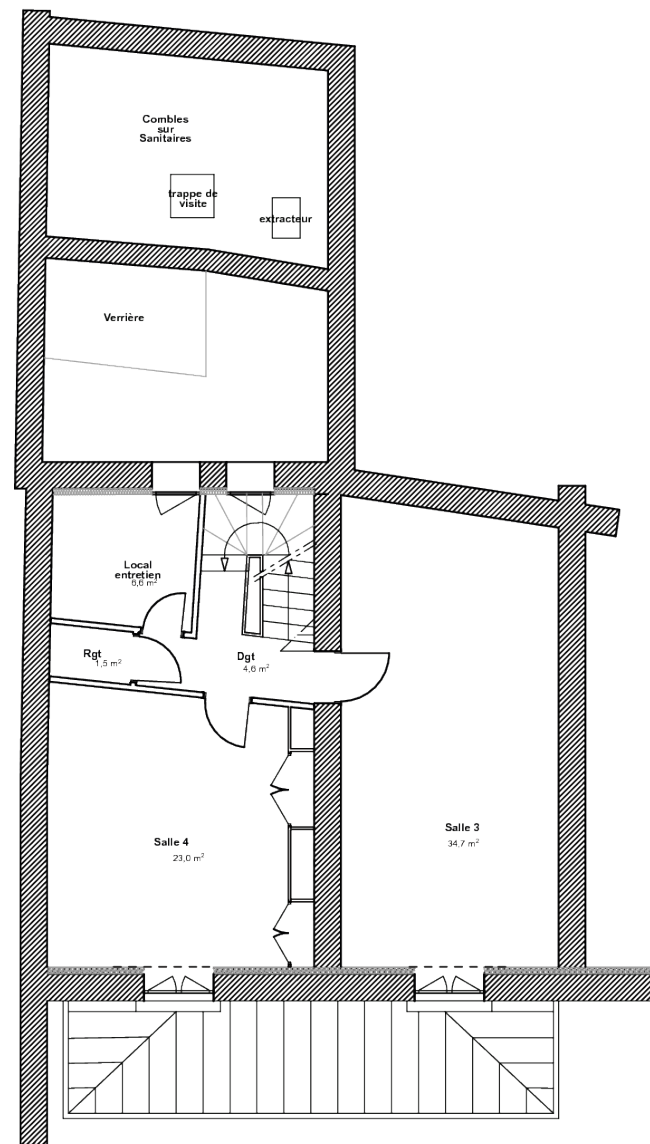 Combles
sur
Sanitaires
trappe de
visite
extracteur
Verrière
Local
entretien
6,6 m²
Rgt
1,5 m²
Dgt
4,6 m²
Salle 4
23,0 m²
Salle 3
34,7 m²